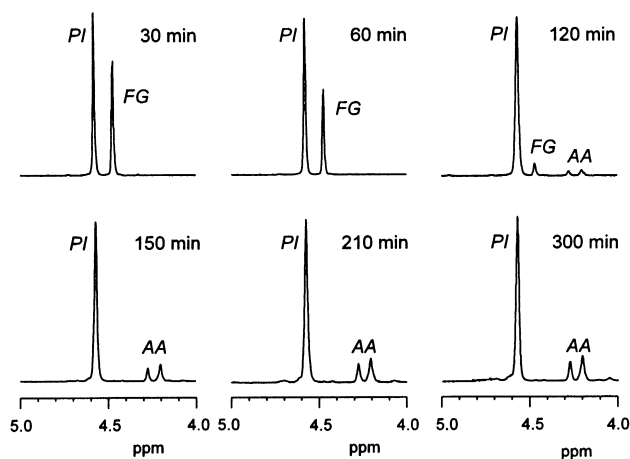 PI 30 min
FG
PI 60 min
FG
PI 120 min
FG AA
PI 150 min
AA
PI 210 min
AA
PI 300 min
AA
5.0 4.5 4.0
ppm
5.0 4.5 4.0
ppm
5.0 4.5 4.0
ppm